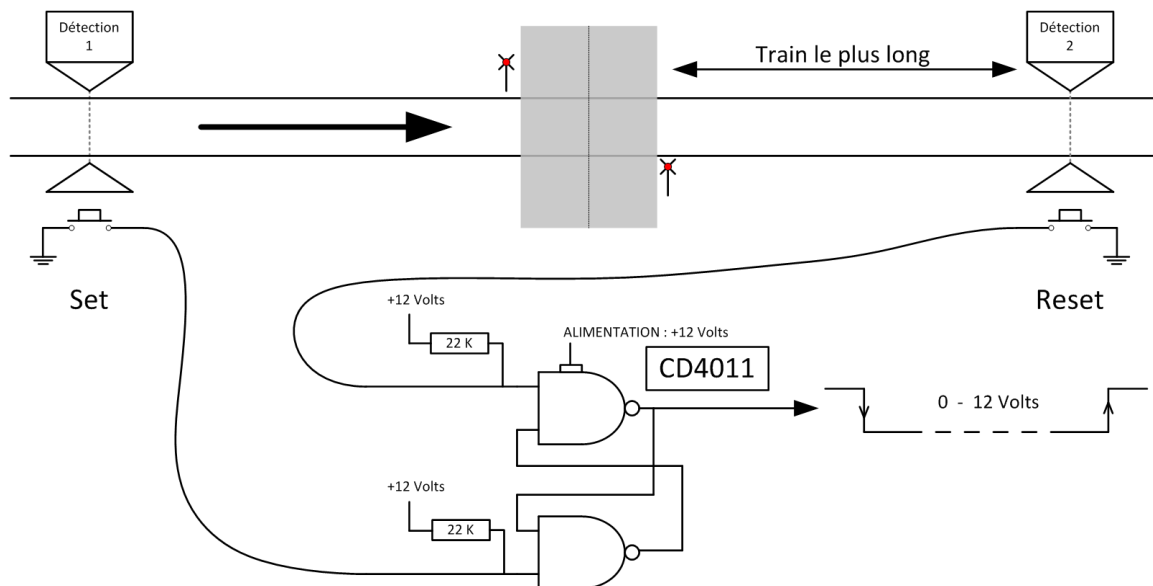 Détection
1
Détection
2
Train le plus long
Set
Reset
+12 Volts
22 K
ALIMENTATION : +12 Volts
CD4011
0 - 12 Volts
+12 Volts
22 K